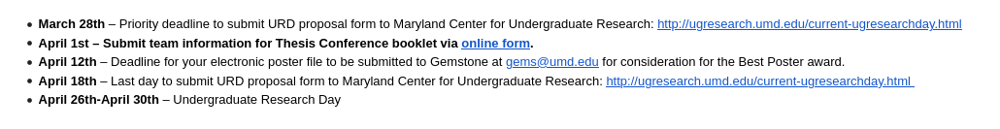 • March 28th – Priority deadline to submit URD proposal form to Maryland Center for Undergraduate Research: http://ugresearch.umd.edu/current-ugresearchday.html
• April 1st – Submit team information for Thesis Conference booklet via online form.
• April 12th – Deadline for your electronic poster file to be submitted to Gemstone at gems@umd.edu for consideration for the Best Poster award.
• April 18th – Last day to submit URD proposal form to Maryland Center for Undergraduate Research: http://ugresearch.umd.edu/current-ugresearchday.html
• April 26th-April 30th – Undergraduate Research Day